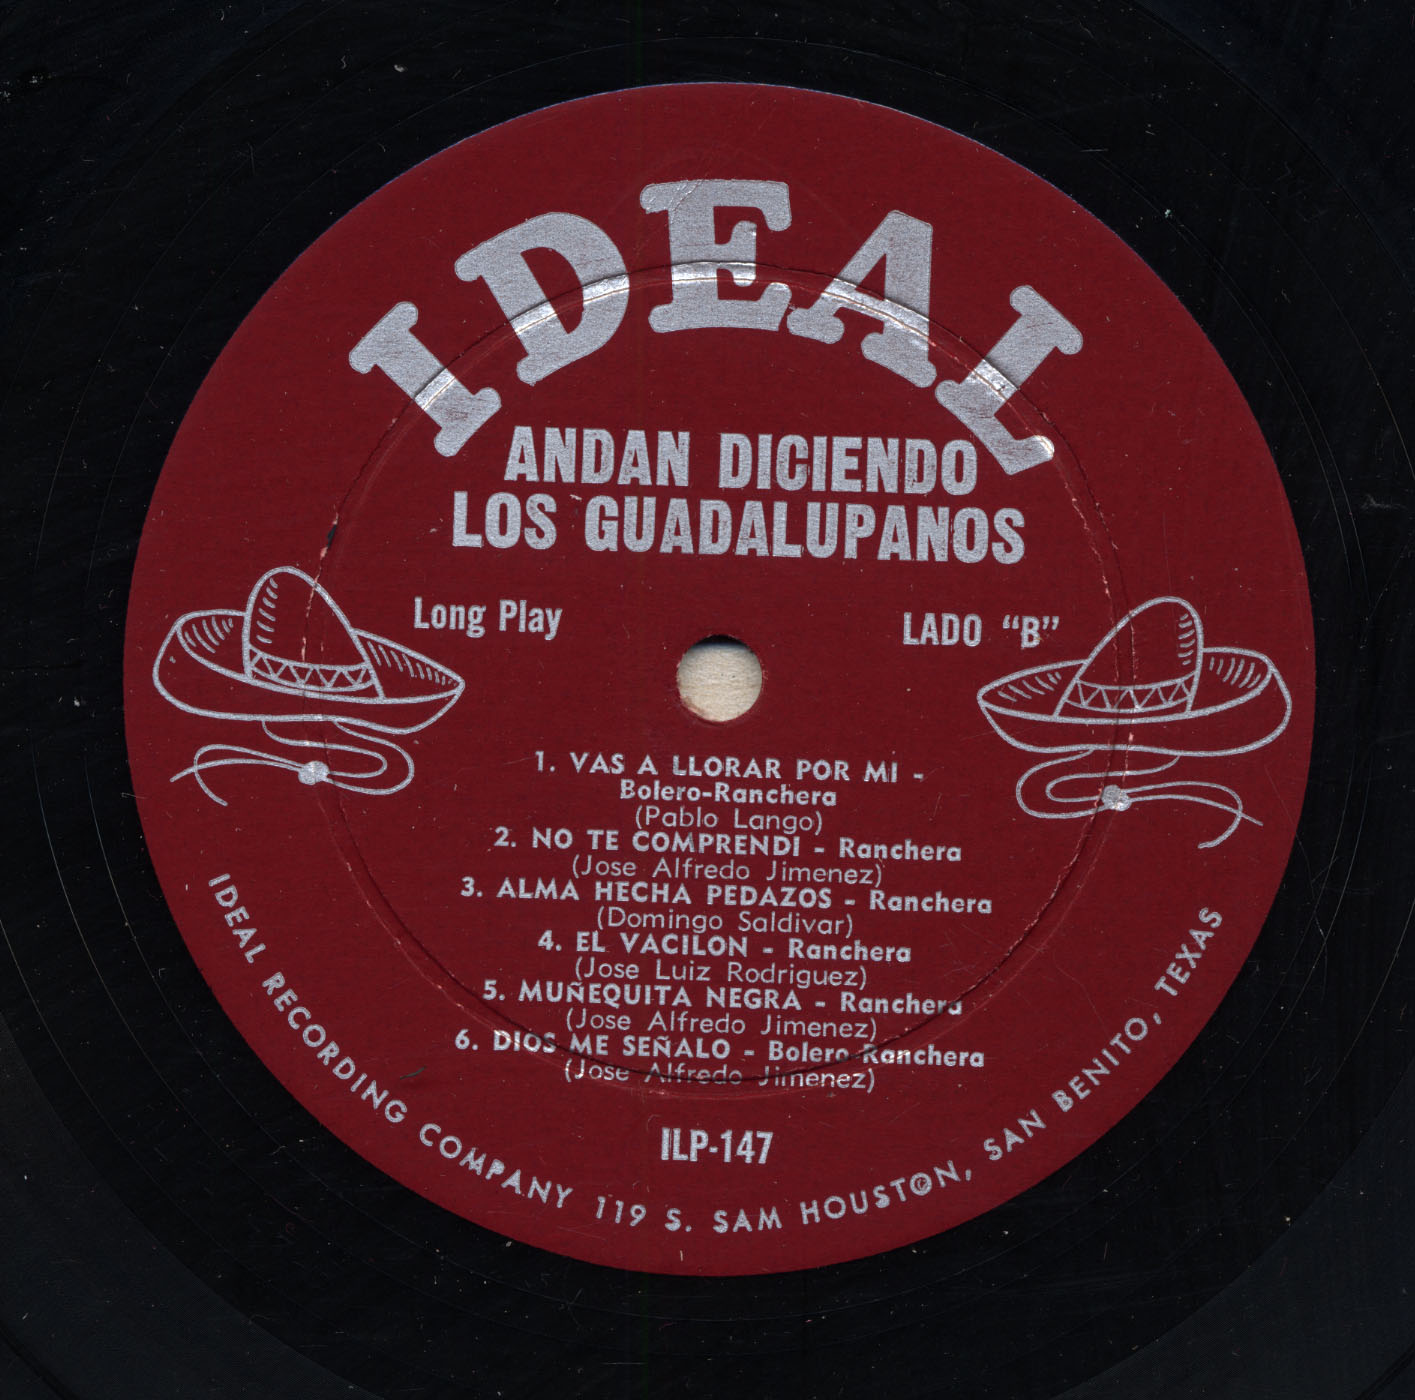 IDEAL
ANDAN DICIENDO
LOS GUADALUPANOS
Long Play
LADO "B"
1. VAS A LLORAR POR MI -
Bolero-Ranchera
(Pablo Lango)
2. NO TE COMPRENDI - Ranchera
(Jose Alfredo Jimenez)
3. ALMA HECHA PEDAZOS - Ranchera
(Domingo Saldivar)
4. EL VACILON - Ranchera
(Jose Luiz Rodriguez)
5. MUÑEQUITA NEGRA - Ranchera
(Jose Alfredo Jimenez)
6. DIOS ME SEÑALO - Bolero Ranchera
(Jose Alfredo Jimenez)
ILP-147
IDEAL RECORDING COMPANY 119 S. SAM HOUSTON, SAN BENITO, TEXAS